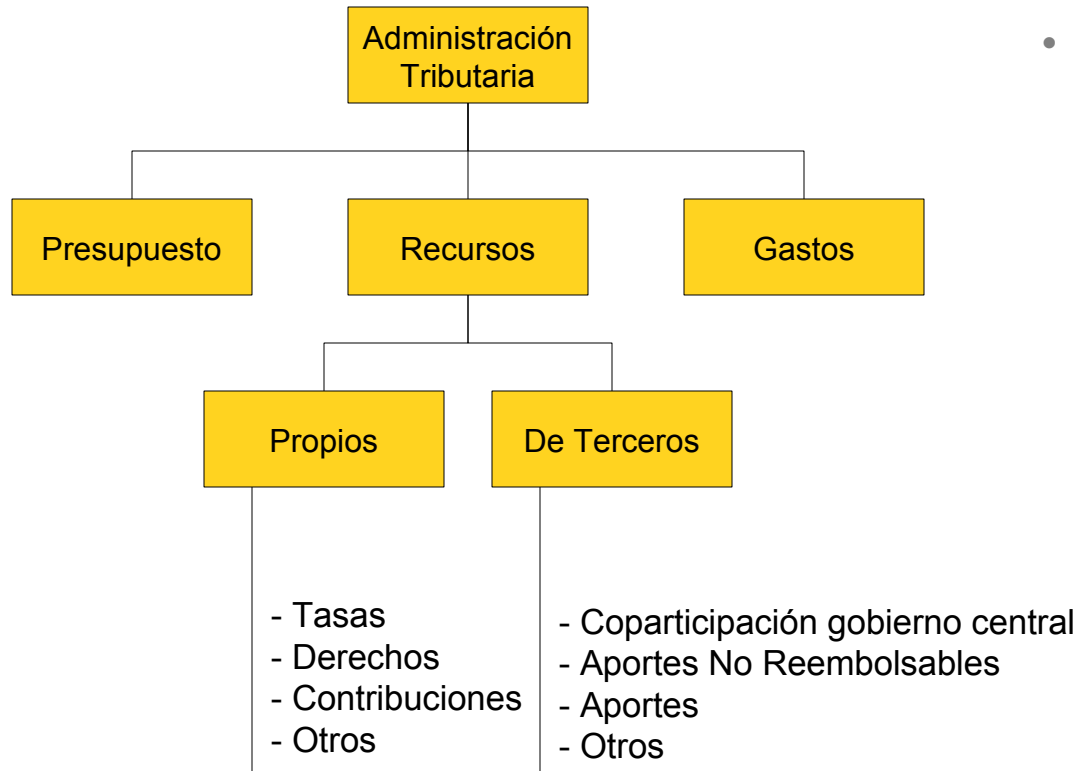 Administración
Tributaria
Presupuesto
Recursos
Gastos
Propios
De Terceros
- Tasas
- Derechos
- Contribuciones
- Otros
- Coparticipación gobierno central
- Aportes No Reembolsables
- Aportes
- Otros